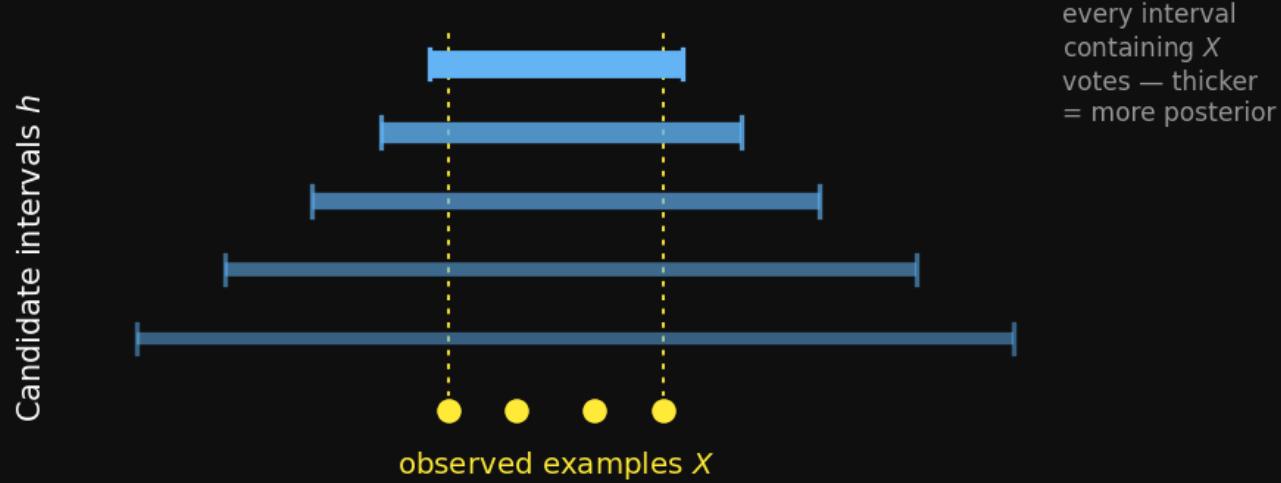 every interval
containing X
votes — thicker
= more posterior
Candidate intervals h
observed examples X